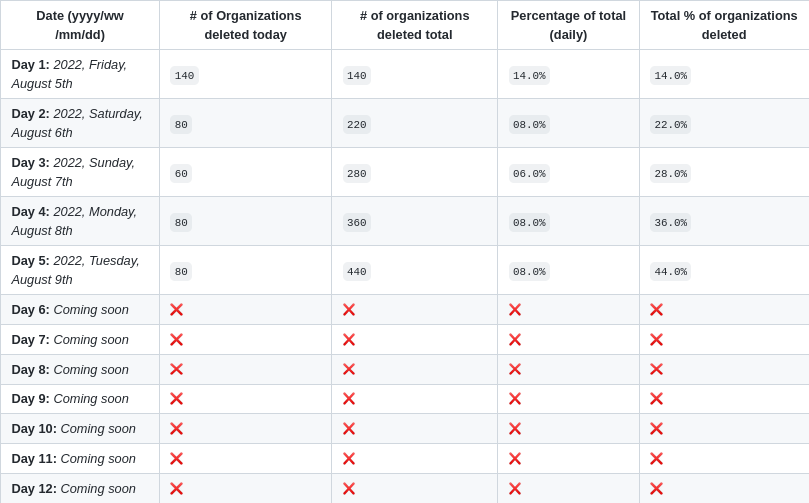 Date (yyyy/ww
/mm/dd)
# of Organizations
deleted today
# of organizations
deleted total
Percentage of total
(daily)
Total % of organizations
deleted
Day 1: 2022, Friday,
August 5th
140
140
14.0%
14.0%
Day 2: 2022, Saturday,
August 6th
80
220
08.0%
22.0%
Day 3: 2022, Sunday,
August 7th
60
280
06.0%
28.0%
Day 4: 2022, Monday,
August 8th
80
360
08.0%
36.0%
Day 5: 2022, Tuesday,
August 9th
80
440
08.0%
44.0%
Day 6: Coming soon
Day 7: Coming soon
Day 8: Coming soon
Day 9: Coming soon
Day 10: Coming soon
Day 11: Coming soon
Day 12: Coming soon